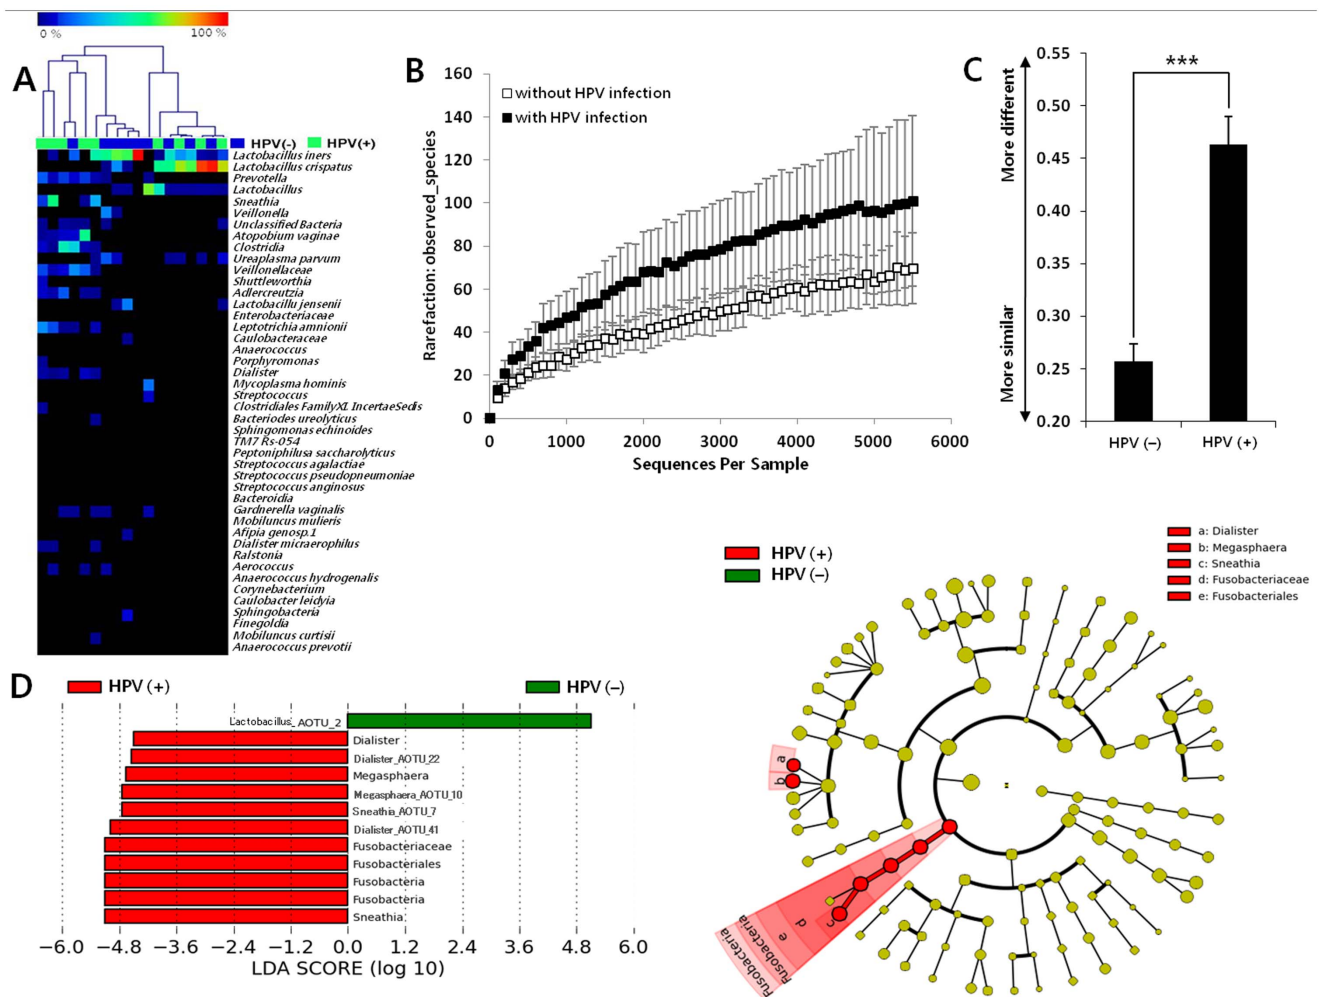 0 %
100 %
A
HPV(-)
HPV(+)
Lactobacillus iners
Lactobacillus crispatus
Prevotella
Lactobacillus
Sneathia
Veillonella
Unclassified Bacteria
Atopobium vaginae
Clostridia
Ureaplasma parvum
Veillonellaceae
Shuttleworthia
Adlercreutzia
Lactobacillu jensenii
Enterobacteriaceae
Leptotrichia amnionii
Caulobacteraceae
Anaerococcus
Porphyromonas
Dialister
Mycoplasma hominis
Streptococcus
Clostridiales FamilyXI. IncertaeSedis
Bacteriodes ureolyticus
Sphingomonas echinoides
TM7 Rs-054
Peptoniphilusa saccharolyticus
Streptococcus agalactiae
Streptococcus pseudopneumoniae
Streptococcus anginosus
Bacteroidia
Gardnerella vaginalis
Mobiluncus mulieris
Afipia genosp.1
Dialister micraerophilus
Ralstonia
Aerococcus
Anaerococcus hydrogenalis
Corynebacterium
Caulobacter leidyia
Sphingobacteria
Finegoldia
Mobiluncus curtisii
Anaerococcus prevotii
B
160
140
120
100
80
60
40
20
0
Rarefaction: observed_species
without HPV infection
with HPV infection
0
1000
2000
3000
4000
5000
6000
Sequences Per Sample
C
More different
More similar
0.55
0.50
0.45
0.40
0.35
0.30
0.25
0.20
***
HPV (–)
HPV (+)
D
HPV (+)
HPV (–)
Lactobacillus_AOTU_2
Dialister
Dialister_AOTU_22
Megasphaera
Megasphaera_AOTU_10
Sneathia_AOTU_7
Dialister_AOTU_41
Fusobacteriaceae
Fusobacteriales
Fusobacteria
Fusobacteria
Sneathia
−6.0
−4.8
−3.6
−2.4
−1.2
0.0
1.2
2.4
3.6
4.8
6.0
LDA SCORE (log 10)
HPV (+)
HPV (–)
a: Dialister
b: Megasphaera
c: Sneathia
d: Fusobacteriaceae
e: Fusobacteriales
a
b
c
d
e
Fusobacteria
Fusobacteria